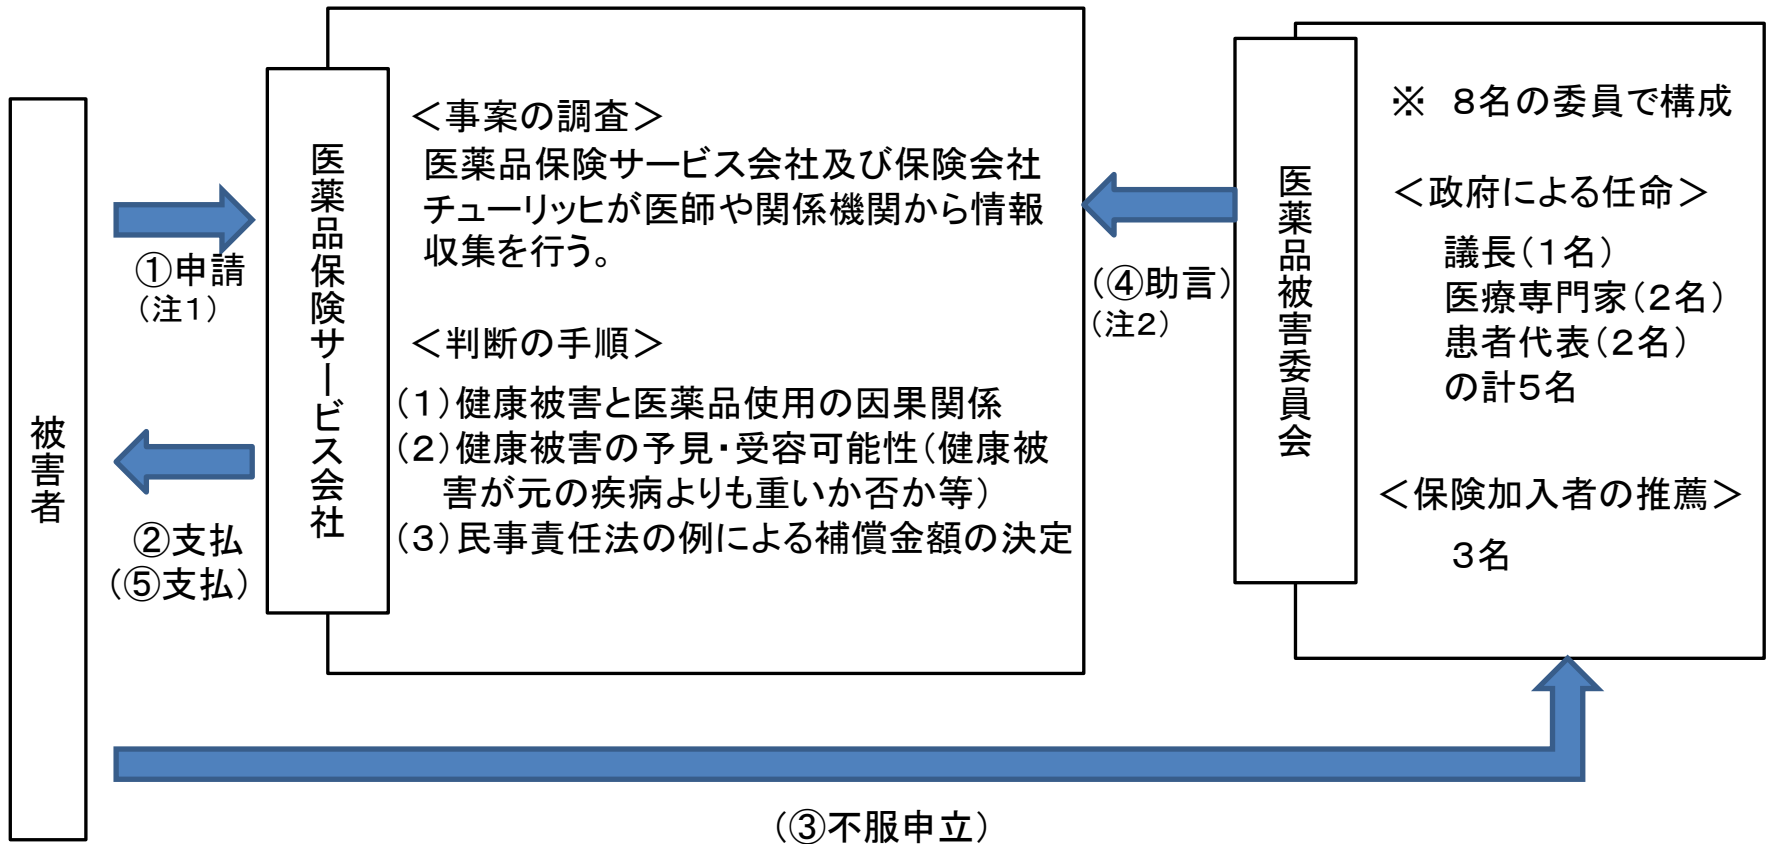 被害者
①申請
(注1)
②支払
(⑤支払)
医薬品保険サービス会社
＜事案の調査＞
医薬品保険サービス会社及び保険会社
チューリッヒが医師や関係機関から情報
収集を行う。
＜判断の手順＞
(1)健康被害と医薬品使用の因果関係
(2)健康被害の予見・受容可能性(健康被
害が元の疾病よりも重いか否か等)
(3)民事責任法の例による補償金額の決定
(④助言)
(注2)
医薬品被害委員会
※ 8名の委員で構成
＜政府による任命＞
議長(1名)
医療専門家(2名)
患者代表(2名)
の計5名
＜保険加入者の推薦＞
3名
(③不服申立)